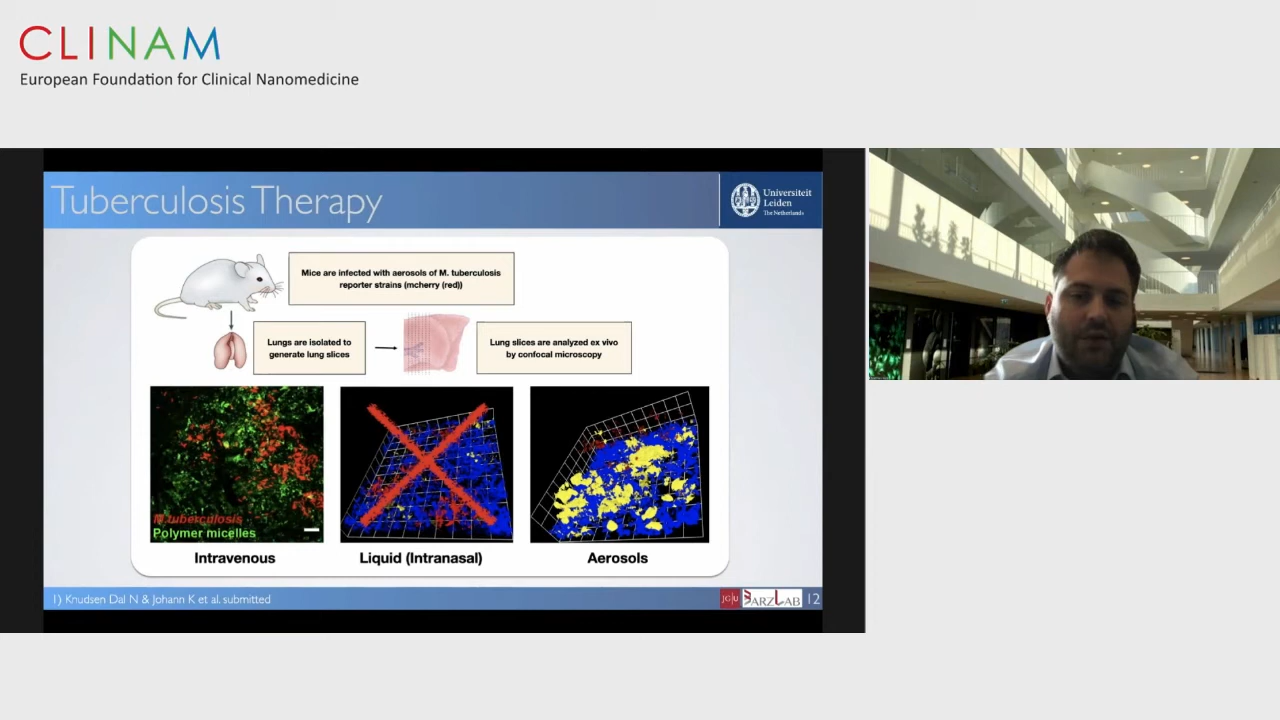 CLINAM
European Foundation for Clinical Nanomedicine
Tuberculosis Therapy
Universiteit
Leiden
The Netherlands
Mice are infected with aerosols of M. tuberculosis
reporter strains (mcherry (red))
Lungs are isolated to
generate lung slices
Lung slices are analyzed ex vivo
by confocal microscopy
M tuberculosis
Polymer micelles
Intravenous
Liquid (Intranasal)
Aerosols
1) Knudsen Dal N & Johann K et al. submitted
JG|U
BARZLAB
12